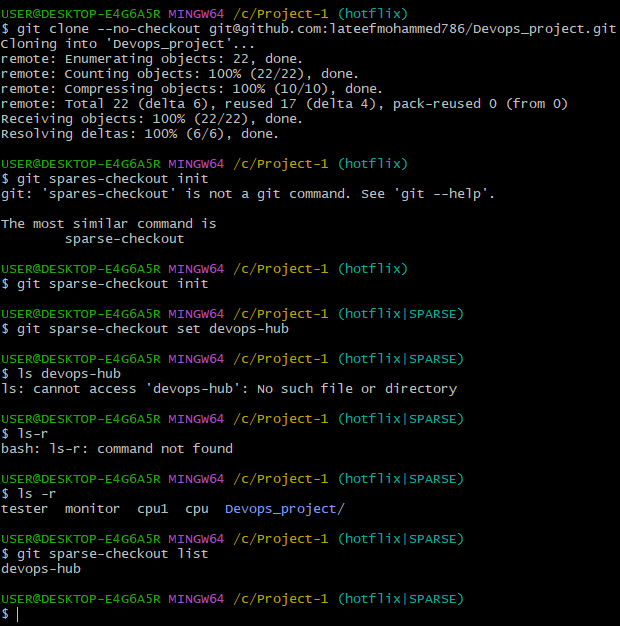 USER@DESKTOP-E4G6A5R MINGW64 /c/Project-1 (hotflix)
$ git clone --no-checkout git@github.com:lateefmohammed786/Devops_project.git
Cloning into 'Devops_project'...
remote: Enumerating objects: 22, done.
remote: Counting objects: 100% (22/22), done.
remote: Compressing objects: 100% (10/10), done.
remote: Total 22 (delta 6), reused 17 (delta 4), pack-reused 0 (from 0)
Receiving objects: 100% (22/22), done.
Resolving deltas: 100% (6/6), done.
USER@DESKTOP-E4G6A5R MINGW64 /c/Project-1 (hotflix)
$ git spares-checkout init
git: 'spares-checkout' is not a git command. See 'git --help'.
The most similar command is
sparse-checkout
USER@DESKTOP-E4G6A5R MINGW64 /c/Project-1 (hotflix)
$ git sparse-checkout init
USER@DESKTOP-E4G6A5R MINGW64 /c/Project-1 (hotflix|SPARSE)
$ git sparse-checkout set devops-hub
USER@DESKTOP-E4G6A5R MINGW64 /c/Project-1 (hotflix|SPARSE)
$ ls devops-hub
ls: cannot access 'devops-hub': No such file or directory
USER@DESKTOP-E4G6A5R MINGW64 /c/Project-1 (hotflix|SPARSE)
$ ls-r
bash: ls-r: command not found
USER@DESKTOP-E4G6A5R MINGW64 /c/Project-1 (hotflix|SPARSE)
$ ls -r
tester  monitor  cpu1  cpu  Devops_project/
USER@DESKTOP-E4G6A5R MINGW64 /c/Project-1 (hotflix|SPARSE)
$ git sparse-checkout list
devops-hub
USER@DESKTOP-E4G6A5R MINGW64 /c/Project-1 (hotflix|SPARSE)
$